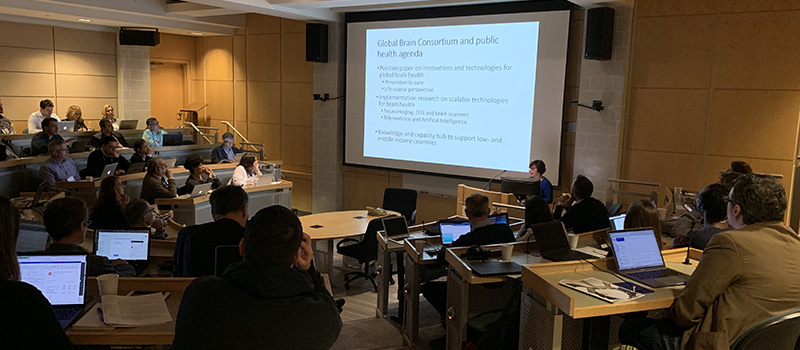 Global Brain Consortium and public
health agenda
•Position paper on innovations and technologies for
global brain health
• Prevention to care
• Life course perspective
•Implementation research on scalable technologies
for brain health
• Neuroimaging: EEG and brain scanners
• Telemedicine and Artificial Intelligence
•Knowledge and capacity hub to support low- and
middle-income countries